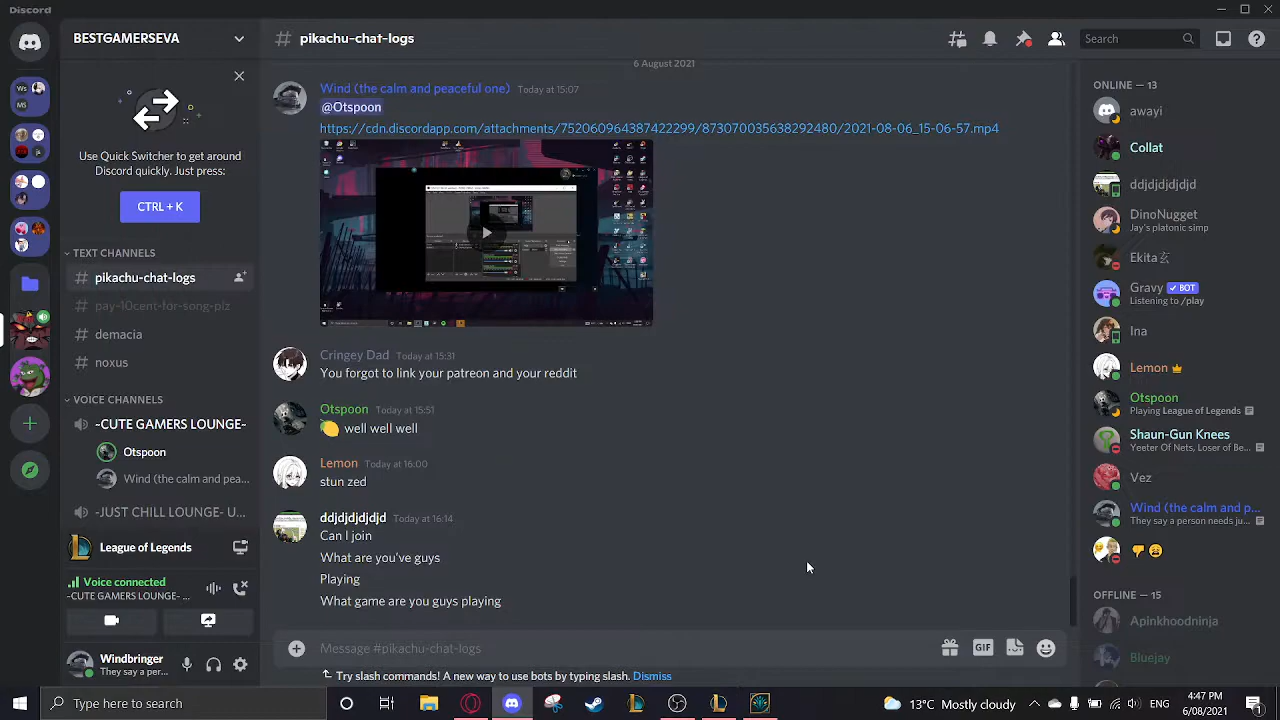 Discord
BESTGAMERSEVA
Use Quick Switcher to get around
Discord quickly. Just press:
CTRL + K
TEXT CHANNELS
# pikachu-chat-logs
# pay-10cent-for-song-plz
# demacia
# noxus
VOICE CHANNELS
-CUTE GAMERS LOUNGE-
Otspoon
Wind (the calm and pea...
-JUST CHILL LOUNGE- U...
League of Legends
Voice connected
-CUTE GAMERS LOUNGE- ...
Windbringer
They say a per...
# pikachu-chat-logs
Search
6 August 2021
Wind (the calm and peaceful one) Today at 15:07
@Otspoon
https://cdn.discordapp.com/attachments/752060964387422299/873070035638292480/2021-08-06_15-06-57.mp4
Cringey Dad Today at 15:31
You forgot to link your patreon and your reddit
Otspoon Today at 15:51
well well well
Lemon Today at 16:00
stun zed
ddjdjdjdjd Today at 16:14
Can I join
What are you've guys
Playing
What game are you guys playing
Message #pikachu-chat-logs
GIF
Try slash commands! A new way to use bots by typing slash. Dismiss
ONLINE — 13
awayi
Collat
ddjdjdjdjd
DinoNugget
Jay's platonic simp
Ekita
Gravy BOT
Listening to /play
Ina
Lemon
Otspoon
Playing League of Legends
Shaun-Gun Knees
Yeeter Of Nets, Loser of Be...
Vez
Wind (the calm and p...
They say a person needs ju...
OFFLINE — 15
Apinkhoodninja
Bluejay
Type here to search
13°C Mostly cloudy
4:47 PM
6/08/2021